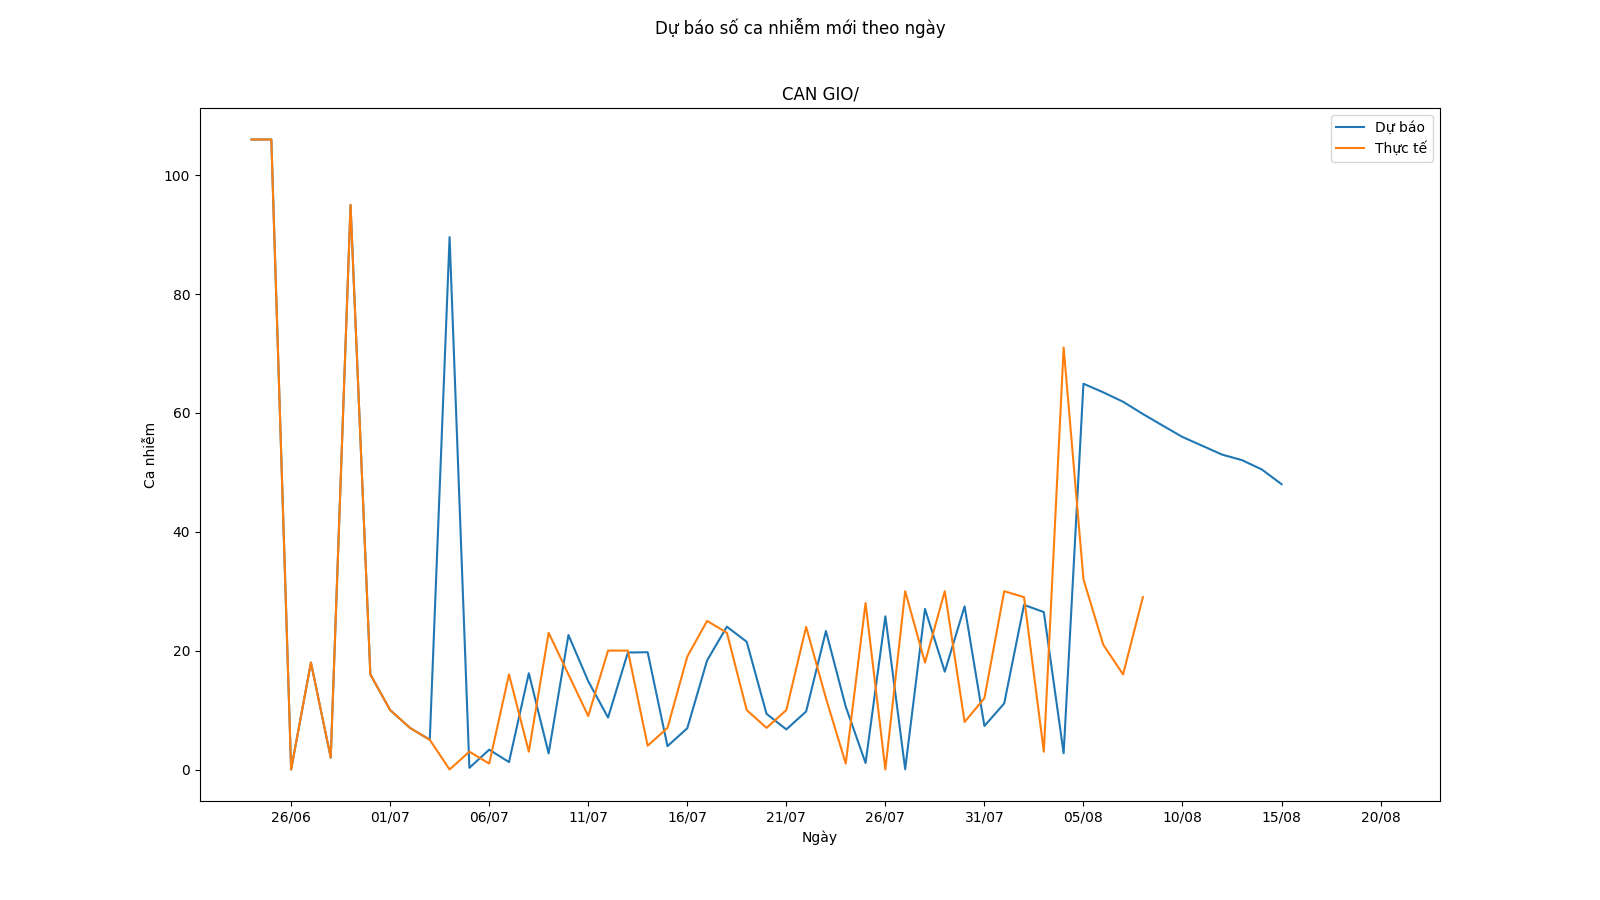 Dự báo số ca nhiễm mới theo ngày
CAN GIO/
Dự báo
Thực tế
100
80
60
40
20
0
Ca nhiễm
26/06 01/07 06/07 11/07 16/07 21/07 26/07 31/07 05/08 10/08 15/08 20/08
Ngày